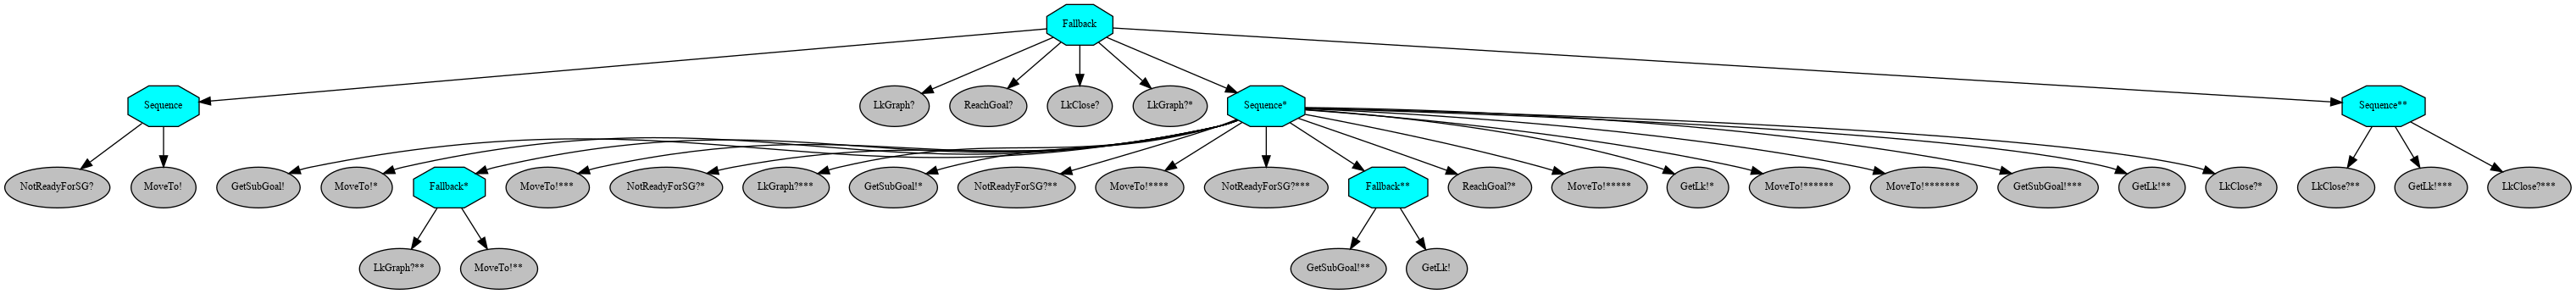 Fallback
Sequence
LkGraph?
ReachGoal?
LkClose?
LkGraph?*
Sequence*
Sequence**
NotReadyForSG?
MoveTo!
GetSubGoal!
MoveTo!*
Fallback*
MoveTo!***
NotReadyForSG?*
LkGraph?***
GetSubGoal!*
NotReadyForSG?**
MoveTo!****
NotReadyForSG?***
Fallback**
ReachGoal?*
MoveTo!*****
GetLk!*
MoveTo!******
MoveTo!*******
GetSubGoal!***
GetLk!**
LkClose?*
LkClose?**
GetLk!***
LkClose?***
LkGraph?**
MoveTo!**
GetSubGoal!**
GetLk!